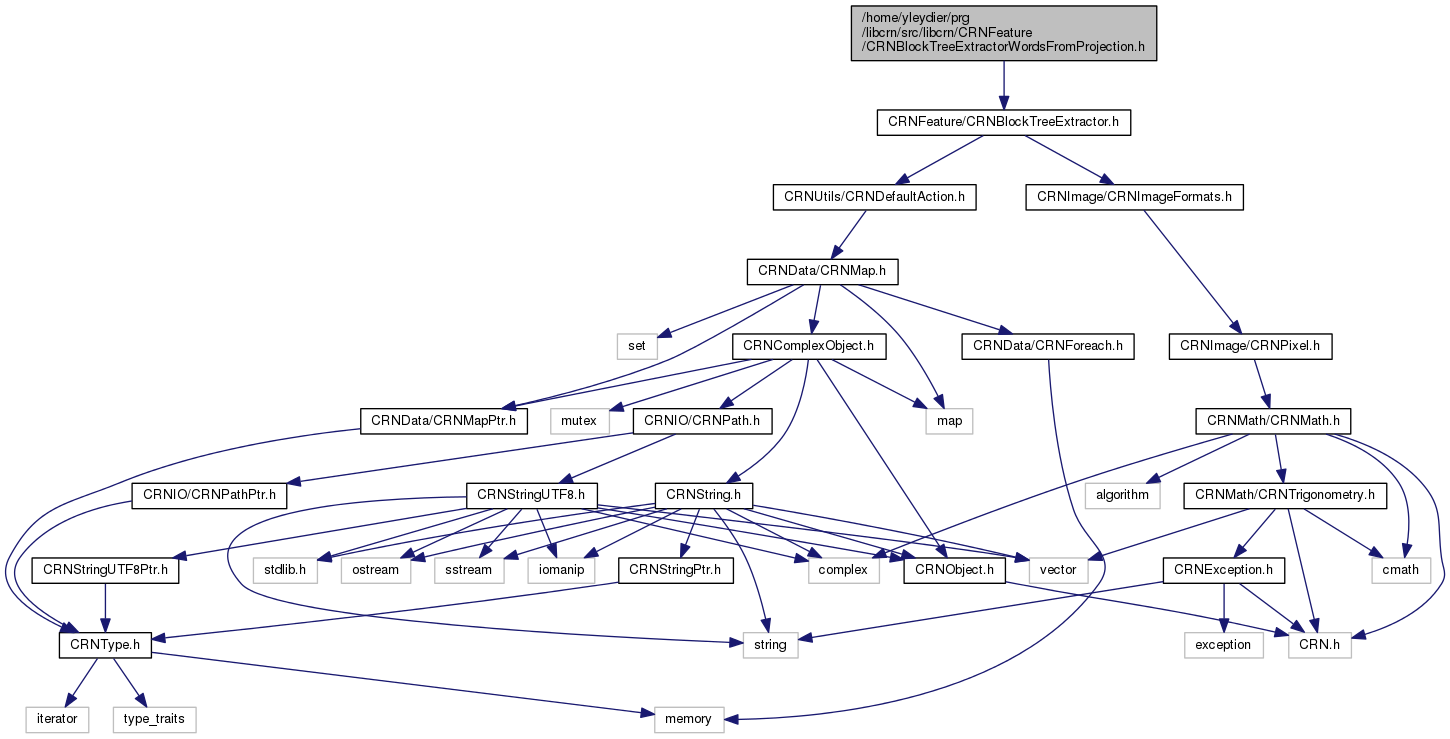 /home/yleydier/prg
/libcrn/src/libcrn/CRNFeature
/CRNBlockTreeExtractorWordsFromProjection.h
CRNFeature/CRNBlockTreeExtractor.h
CRNUtils/CRNDefaultAction.h
CRNImage/CRNImageFormats.h
CRNData/CRNMap.h
set
CRNComplexObject.h
CRNData/CRNForeach.h
CRNImage/CRNPixel.h
CRNData/CRNMapPtr.h
mutex
CRNIO/CRNPath.h
map
CRNMath/CRNMath.h
CRNIO/CRNPathPtr.h
CRNStringUTF8.h
CRNString.h
algorithm
CRNMath/CRNTrigonometry.h
CRNStringUTF8Ptr.h
stdlib.h
ostream
sstream
iomanip
CRNStringPtr.h
complex
CRNObject.h
vector
CRNException.h
cmath
CRNType.h
string
exception
CRN.h
iterator
type_traits
memory